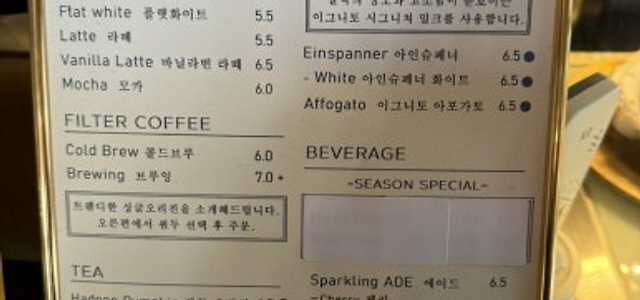 Flat white 플랫화이트 5.5
Latte 라떼 5.5
Vanilla Latte 바닐라빈 라떼 6.5
Mocha 모카 6.0
FILTER COFFEE
Cold Brew 콜드브루 6.0
Brewing 브루잉 7.0 +
트렌디한 싱글오리진을 소개해드립니다.
오른편에서 원두 선택 후 주문.
TEA
이그니토 시그니처 밀크를 사용합니다.
Einspanner 아인슈페너 6.5
- White 아인슈페너 화이트 6.5
Affogato 이그니토 아포가토 6.5
BEVERAGE
-SEASON SPECIAL-
Sparkling ADE 에이드 6.5